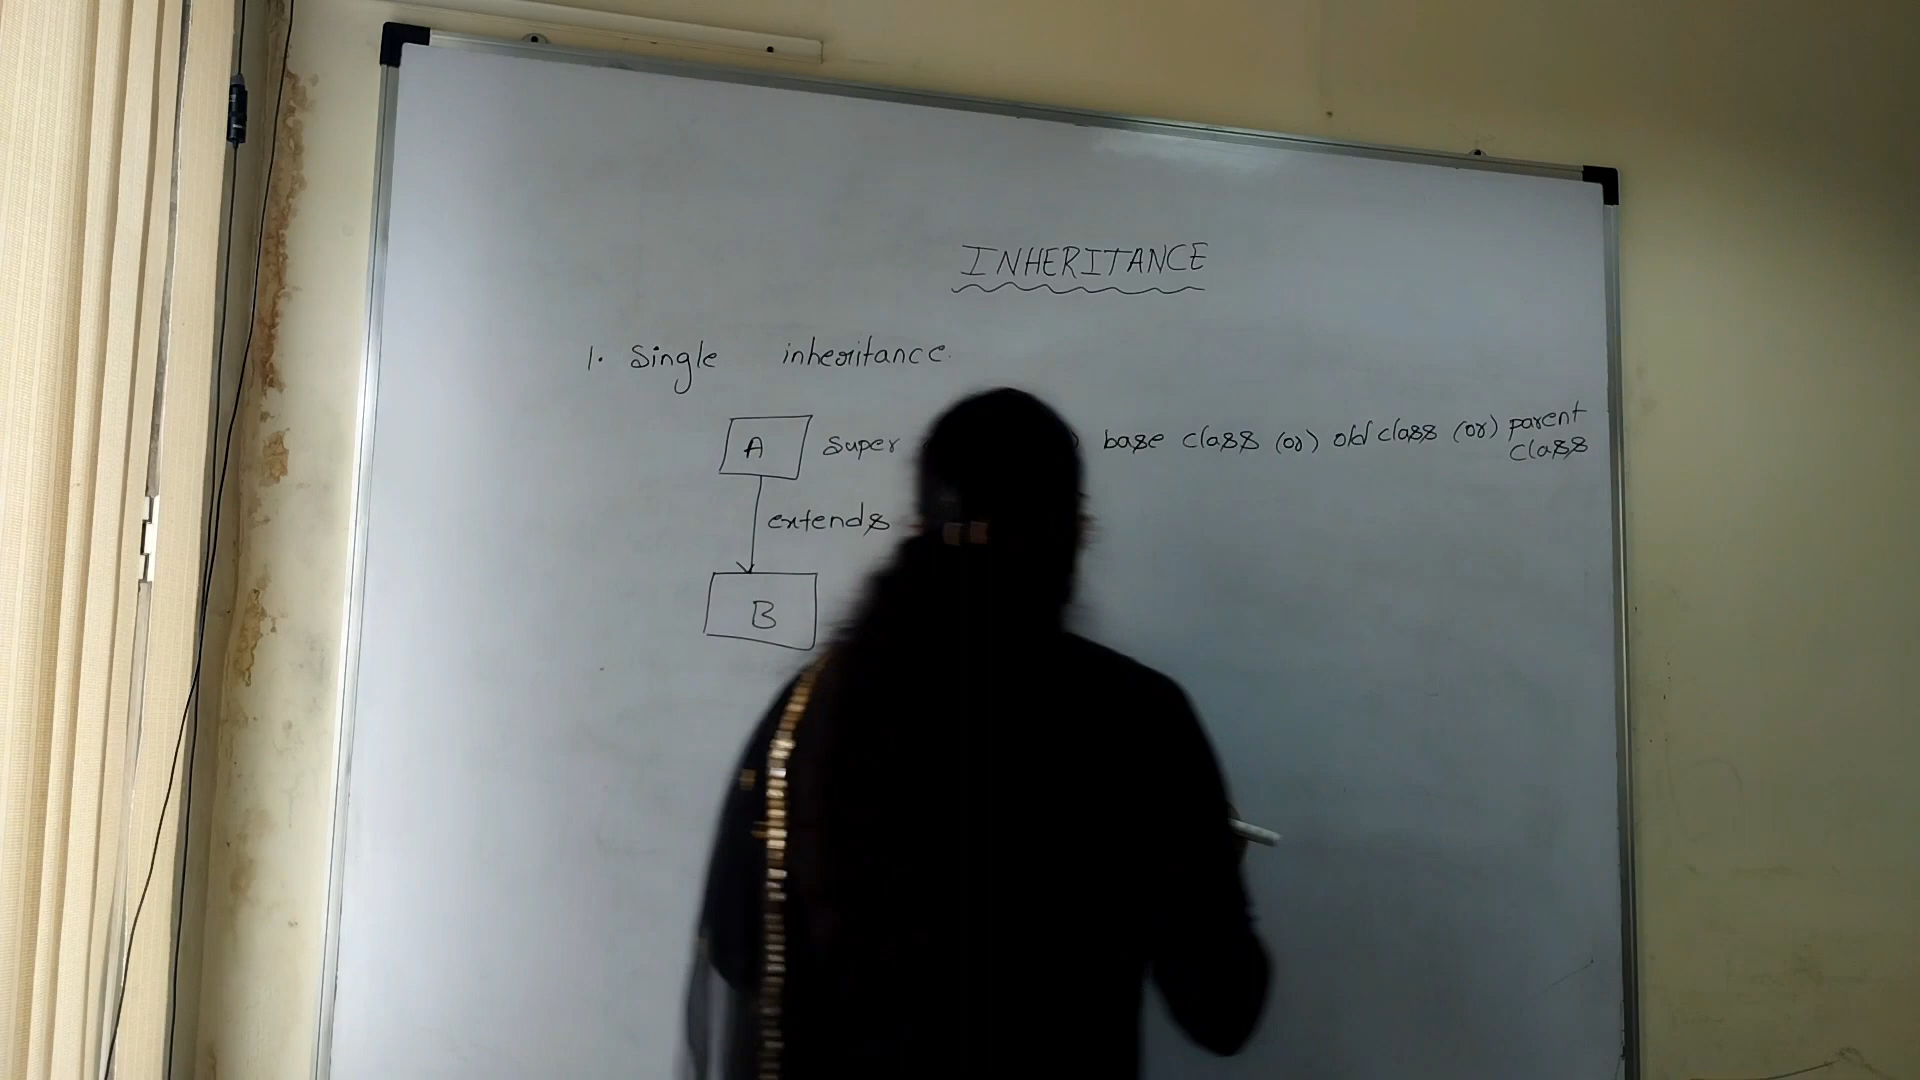 INHERITANCE
1. Single inheritance.
A super ) base class (or) old class (or) parent
class
extends
B